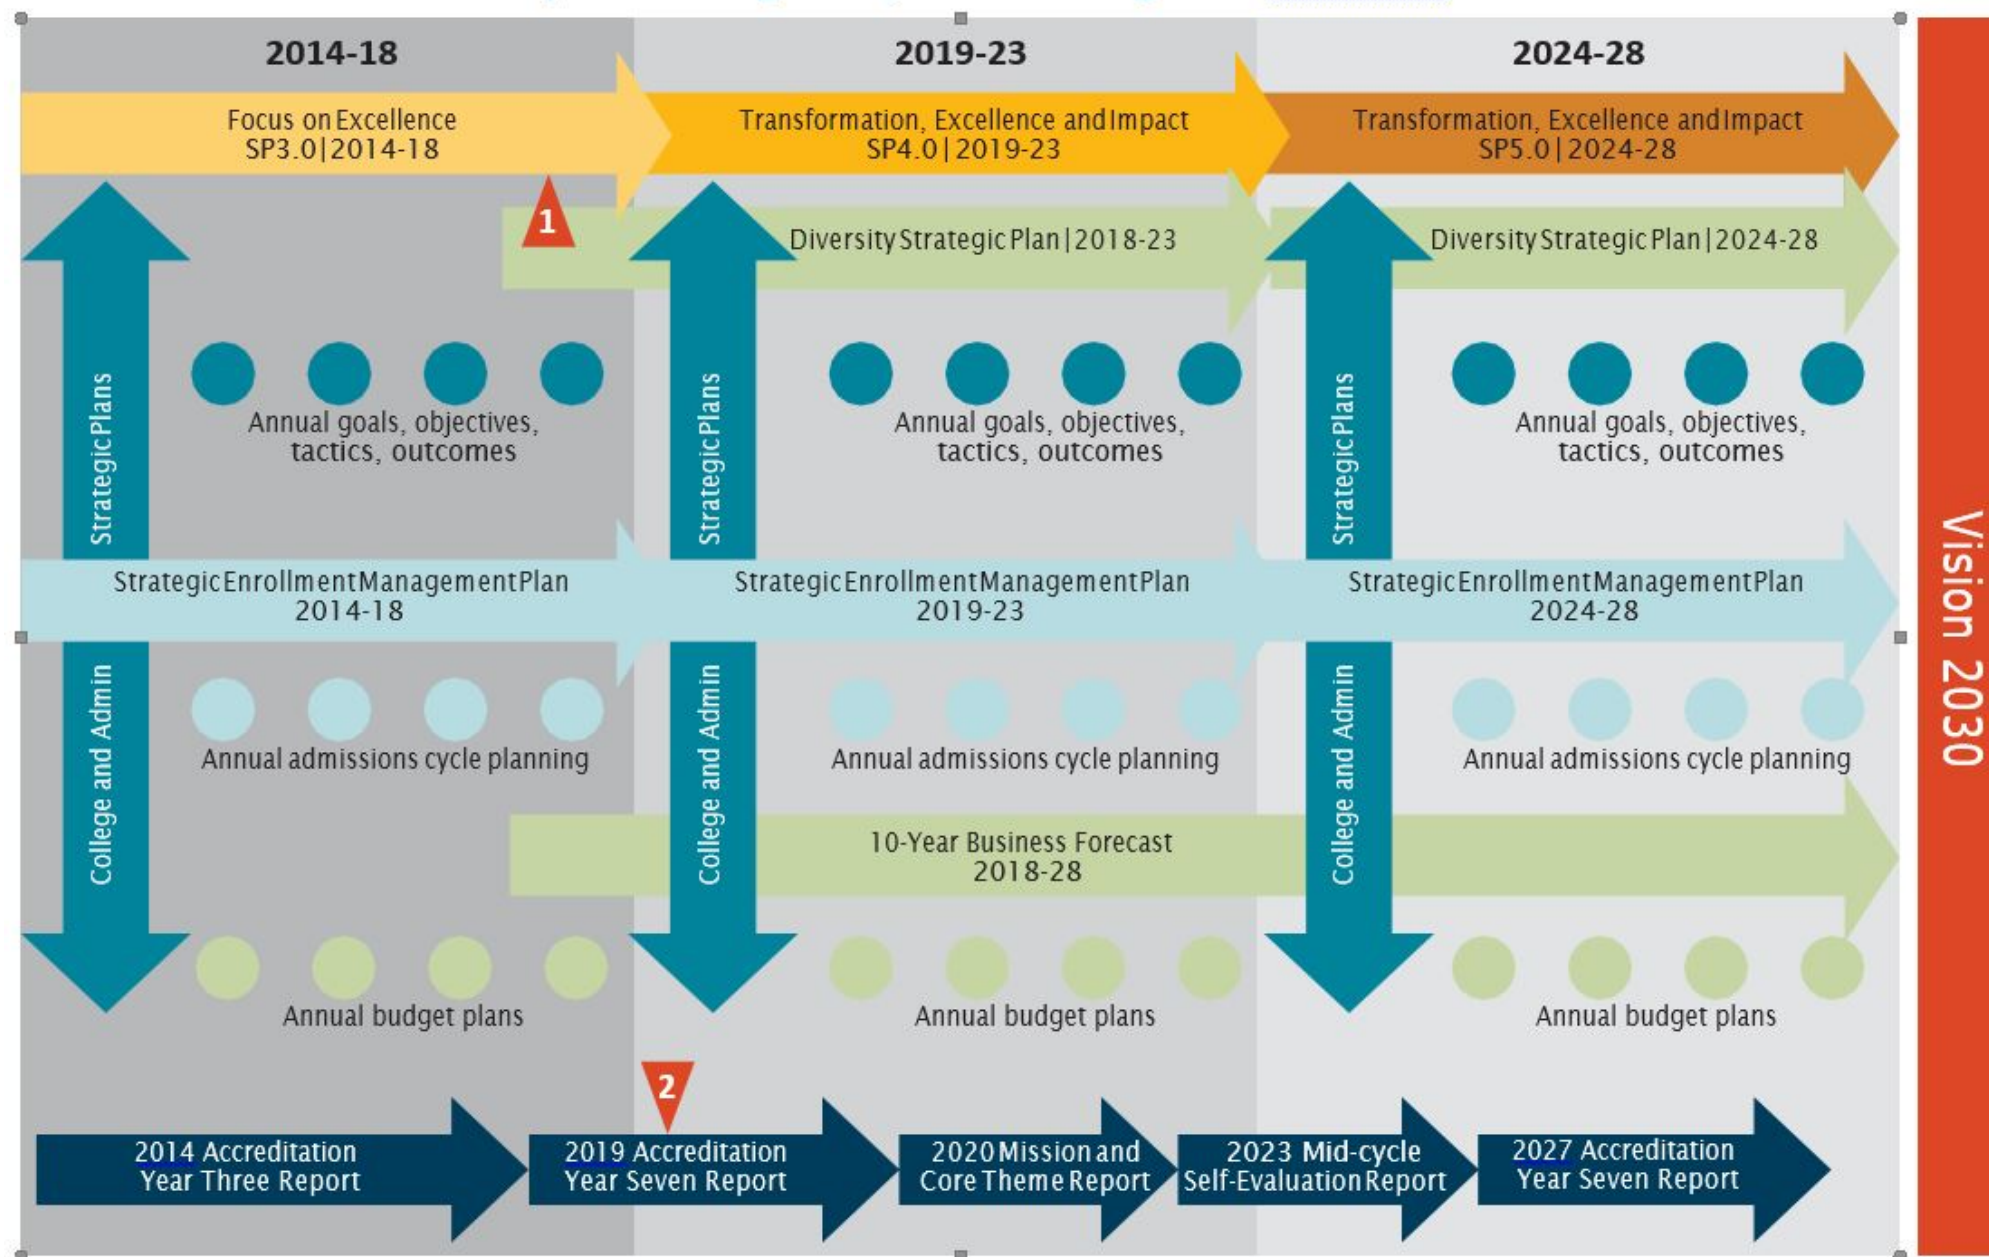 2014-18
2019-23
2024-28
Focus on Excellence
SP3.0|2014-18
Transformation, Excellence and Impact
SP4.0|2019-23
Transformation, Excellence and Impact
SP5.0|2024-28
1
Diversity Strategic Plan|2018-23
Diversity Strategic Plan|2024-28
Annual goals, objectives,
tactics, outcomes
Annual goals, objectives,
tactics, outcomes
Annual goals, objectives,
tactics, outcomes
Strategic Plans
Strategic Plans
Strategic Plans
Strategic Enrollment Management Plan
2014-18
Strategic Enrollment Management Plan
2019-23
Strategic Enrollment Management Plan
2024-28
College and Admin
College and Admin
College and Admin
Annual admissions cycle planning
Annual admissions cycle planning
Annual admissions cycle planning
10-Year Business Forecast
2018-28
Annual budget plans
Annual budget plans
Annual budget plans
2
2014 Accreditation
Year Three Report
2019 Accreditation
Year Seven Report
2020 Mission and
Core Theme Report
2023 Mid-cycle
Self-Evaluation Report
2027 Accreditation
Year Seven Report
Vision 2030